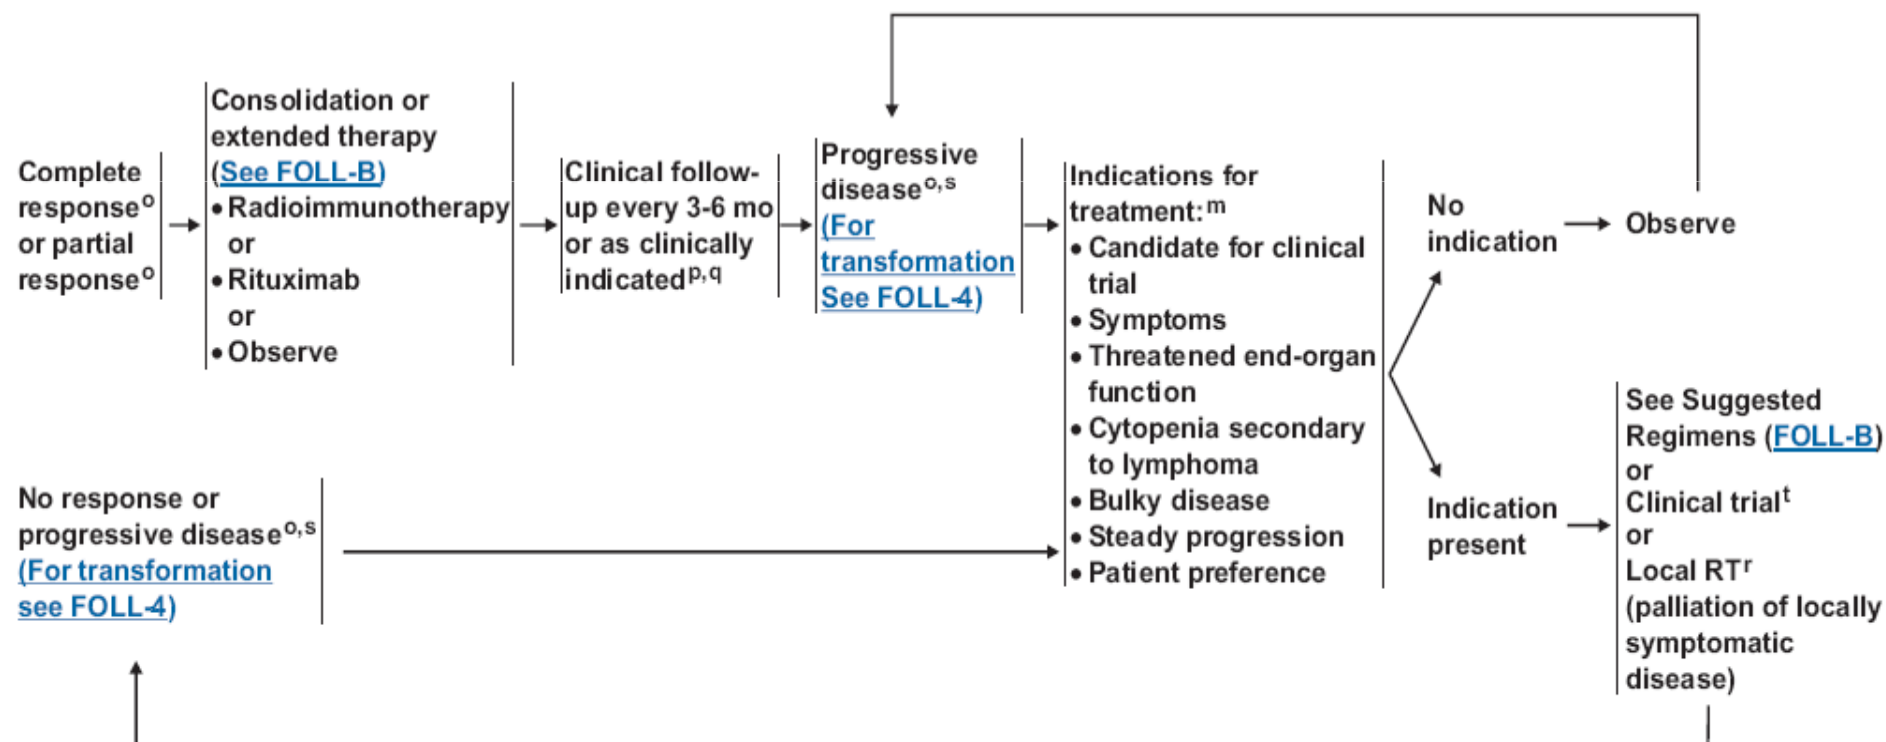 Complete
responseᵒ
or partial
responseᵒ
Consolidation or
extended therapy
(See FOLL-B)
• Radioimmunotherapy
or
• Rituximab
or
• Observe
Clinical follow-
up every 3-6 mo
or as clinically
indicatedp,q
Progressive
diseaseo,s
(For
transformation
See FOLL-4)
Indications for
treatment:m
• Candidate for clinical
trial
• Symptoms
• Threatened end-organ
function
• Cytopenia secondary
to lymphoma
• Bulky disease
• Steady progression
• Patient preference
No
indication
Observe
Indication
present
See Suggested
Regimens (FOLL-B)
or
Clinical trialt
or
Local RTr
(palliation of locally
symptomatic
disease)
No response or
progressive diseaseo,s
(For transformation
see FOLL-4)